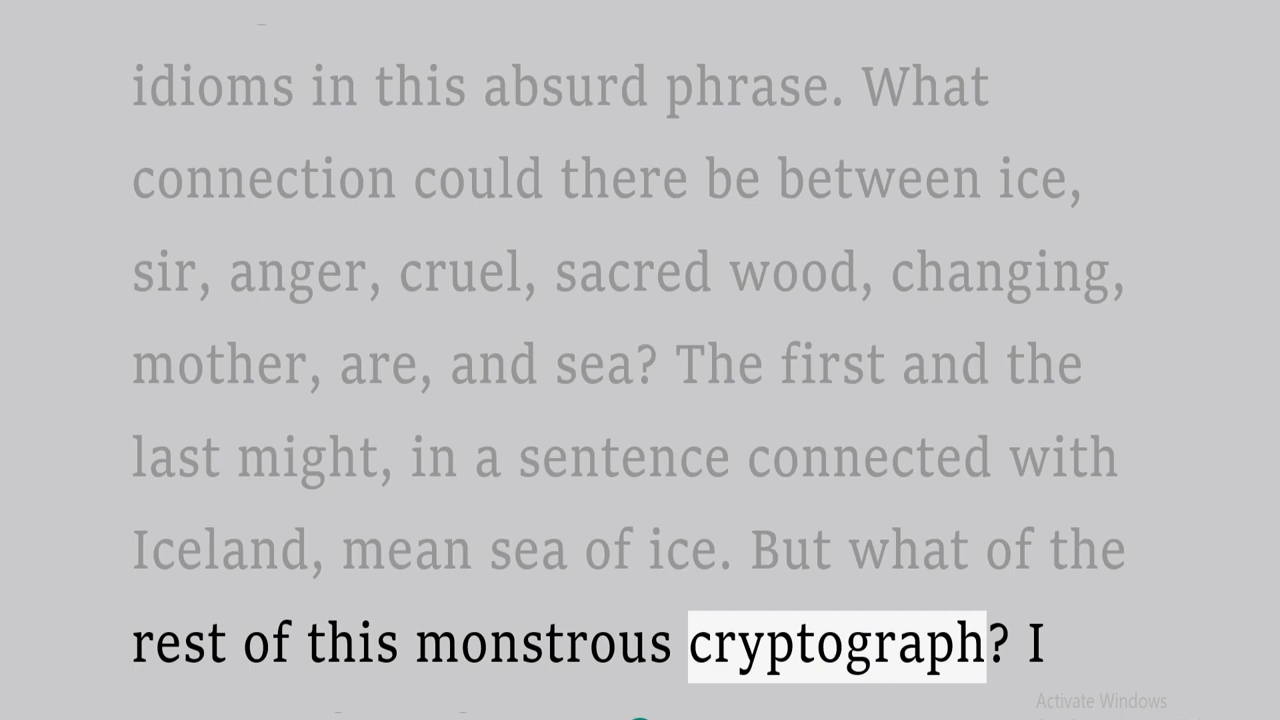 idioms in this absurd phrase. What
connection could there be between ice,
sir, anger, cruel, sacred wood, changing,
mother, are, and sea? The first and the
last might, in a sentence connected with
Iceland, mean sea of ice. But what of the
rest of this monstrous cryptograph? I
Activate Windows